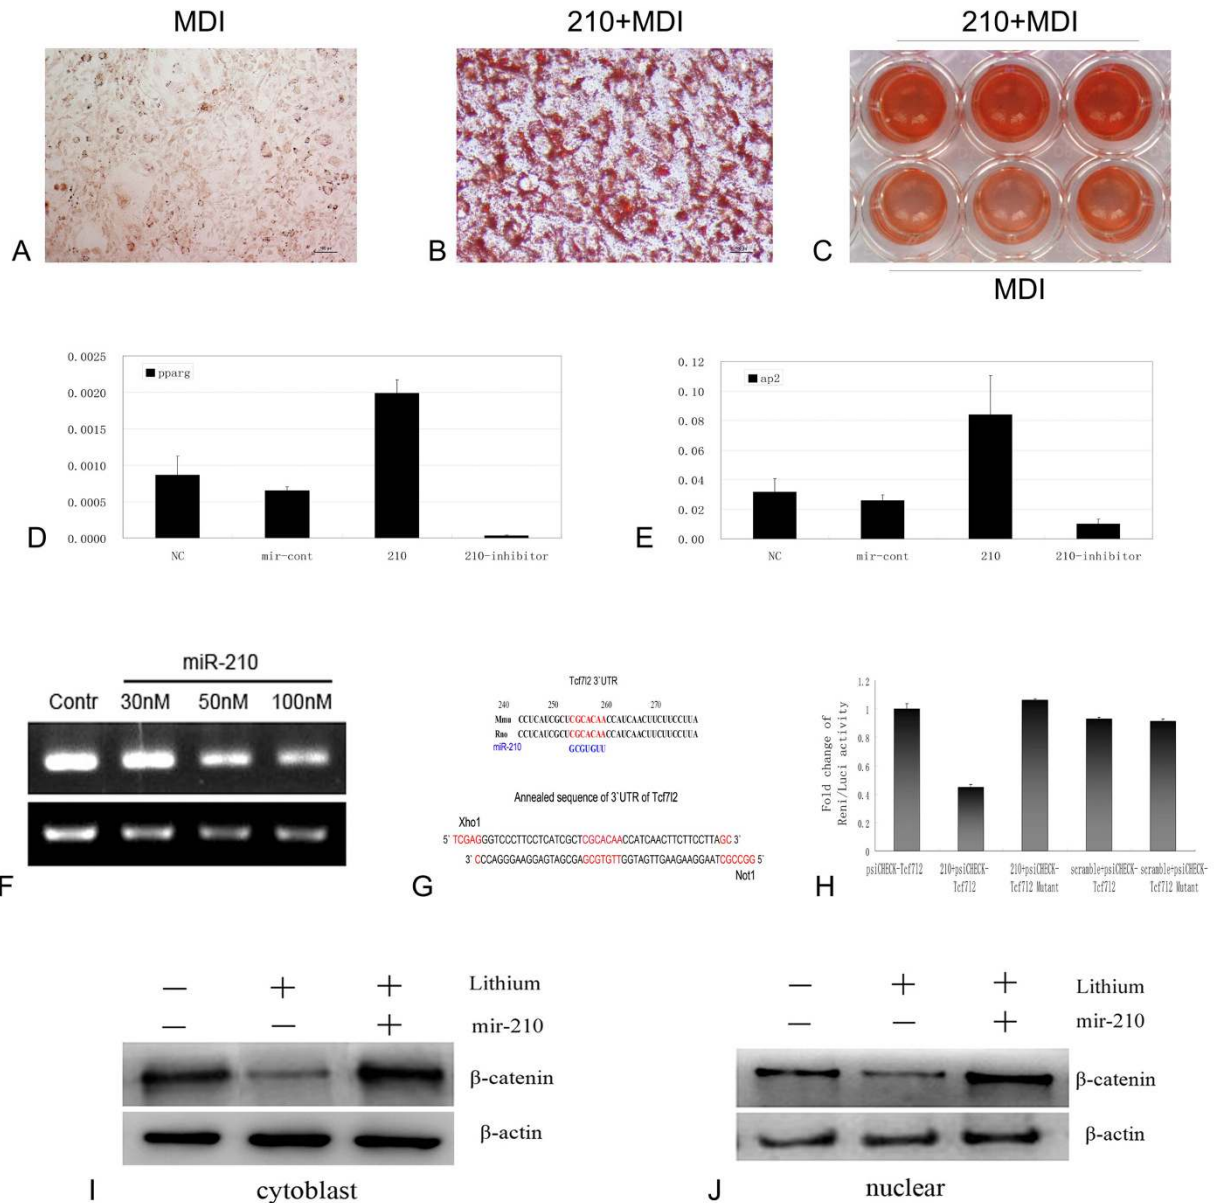 MDI
210+MDI
210+MDI
A
B
C
MDI
0.0025
0.0020
0.0015
0.0010
0.0005
0.0000
pparg
NC
mir-cont
210
210-inhibitor
D
0.12
0.10
0.08
0.06
0.04
0.02
0.00
ap2
NC
mir-cont
210
210-inhibitor
E
miR-210
Contr 30nM 50nM 100nM
F
Tcf7l2 3`UTR
240 250 260 270
Mmu CCUCAUCGCUCGCACAACCAUCAACUUCUUCCUUA
Rno CCUCAUCGCUCGCACAACCAUCAACUUCUUCCUUA
miR-210 GCGUGUU
Annealed sequence of 3`UTR of Tcf7l2
Xho1
5` TCGAGGGTCCCTTCCTCATCGCTCGCACAACCATCAACTTCTTCCTTAGC 3`
3` CCCAGGGAAGGAGTAGCGAGCGTGTTGGTAGTTGAAGAAGGAATCGCCGG 5`
Not1
G
Fold change of
Reni/Luci activity
1.2
1
0.8
0.6
0.4
0.2
0
psiCHECK-Tcf7l2
210+psiCHECK-
Tcf7l2
210+psiCHECK-
Tcf7l2 Mutant
scramble+psiCHECK-
Tcf7l2
scramble+psiCHECK-
Tcf7l2 Mutant
H
− + + Lithium
− − + mir-210
β-catenin
β-actin
I
cytoblast
− + + Lithium
− − + mir-210
β-catenin
β-actin
J
nuclear